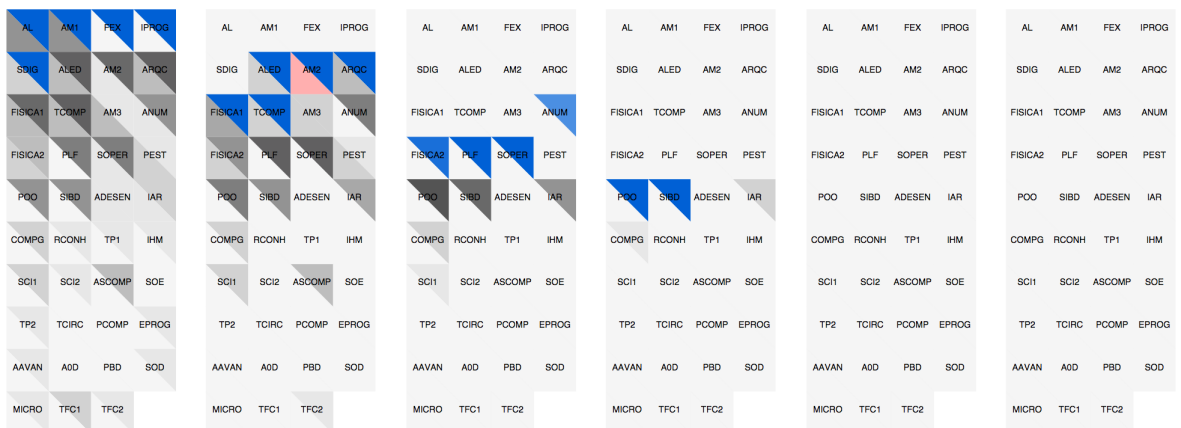 AL AM1 FEX IPROG AL AM1 FEX IPROG AL AM1 FEX IPROG AL AM1 FEX IPROG AL AM1 FEX IPROG AL AM1 FEX IPROG
SDIG ALED AM2 ARQC SDIG ALED AM2 ARQC SDIG ALED AM2 ARQC SDIG ALED AM2 ARQC SDIG ALED AM2 ARQC SDIG ALED AM2 ARQC
FISICA1 TCOMP AM3 ANUM FISICA1 TCOMP AM3 ANUM FISICA1 TCOMP AM3 ANUM FISICA1 TCOMP AM3 ANUM FISICA1 TCOMP AM3 ANUM FISICA1 TCOMP AM3 ANUM
FISICA2 PLF SOPER PEST FISICA2 PLF SOPER PEST FISICA2 PLF SOPER PEST FISICA2 PLF SOPER PEST FISICA2 PLF SOPER PEST FISICA2 PLF SOPER PEST
POO SIBD ADESEN IAR POO SIBD ADESEN IAR POO SIBD ADESEN IAR POO SIBD ADESEN IAR POO SIBD ADESEN IAR POO SIBD ADESEN IAR
COMPG RCONH TP1 IHM COMPG RCONH TP1 IHM COMPG RCONH TP1 IHM COMPG RCONH TP1 IHM COMPG RCONH TP1 IHM COMPG RCONH TP1 IHM
SCI1 SCI2 ASCOMP SOE SCI1 SCI2 ASCOMP SOE SCI1 SCI2 ASCOMP SOE SCI1 SCI2 ASCOMP SOE SCI1 SCI2 ASCOMP SOE SCI1 SCI2 ASCOMP SOE
TP2 TCIRC PCOMP EPROG TP2 TCIRC PCOMP EPROG TP2 TCIRC PCOMP EPROG TP2 TCIRC PCOMP EPROG TP2 TCIRC PCOMP EPROG TP2 TCIRC PCOMP EPROG
AAVAN A0D PBD SOD AAVAN A0D PBD SOD AAVAN A0D PBD SOD AAVAN A0D PBD SOD AAVAN A0D PBD SOD AAVAN A0D PBD SOD
MICRO TFC1 TFC2 MICRO TFC1 TFC2 MICRO TFC1 TFC2 MICRO TFC1 TFC2 MICRO TFC1 TFC2 MICRO TFC1 TFC2